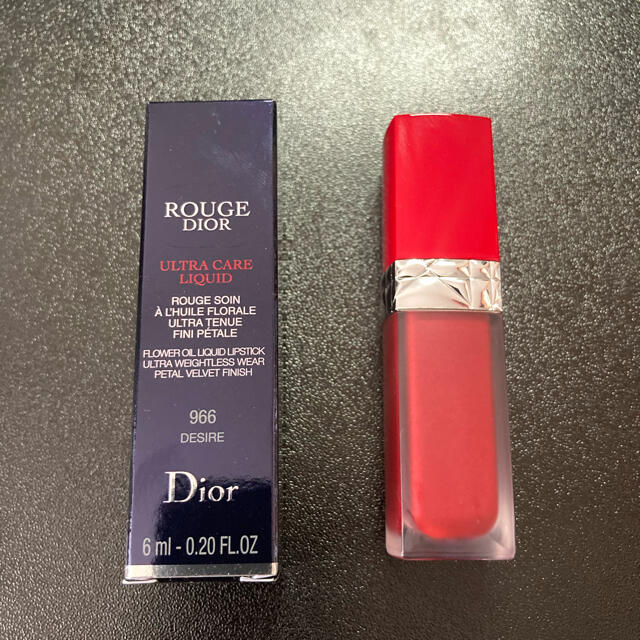 ROUGE
DIOR
ULTRA CARE
LIQUID
ROUGE SOIN
À L'HUILE FLORALE
ULTRA TENUE
FINI PÉTALE
FLOWER OIL LIQUID LIPSTICK
ULTRA WEIGHTLESS WEAR
PETAL VELVET FINISH
966
DESIRE
Dior
6 ml - 0.20 FL.OZ